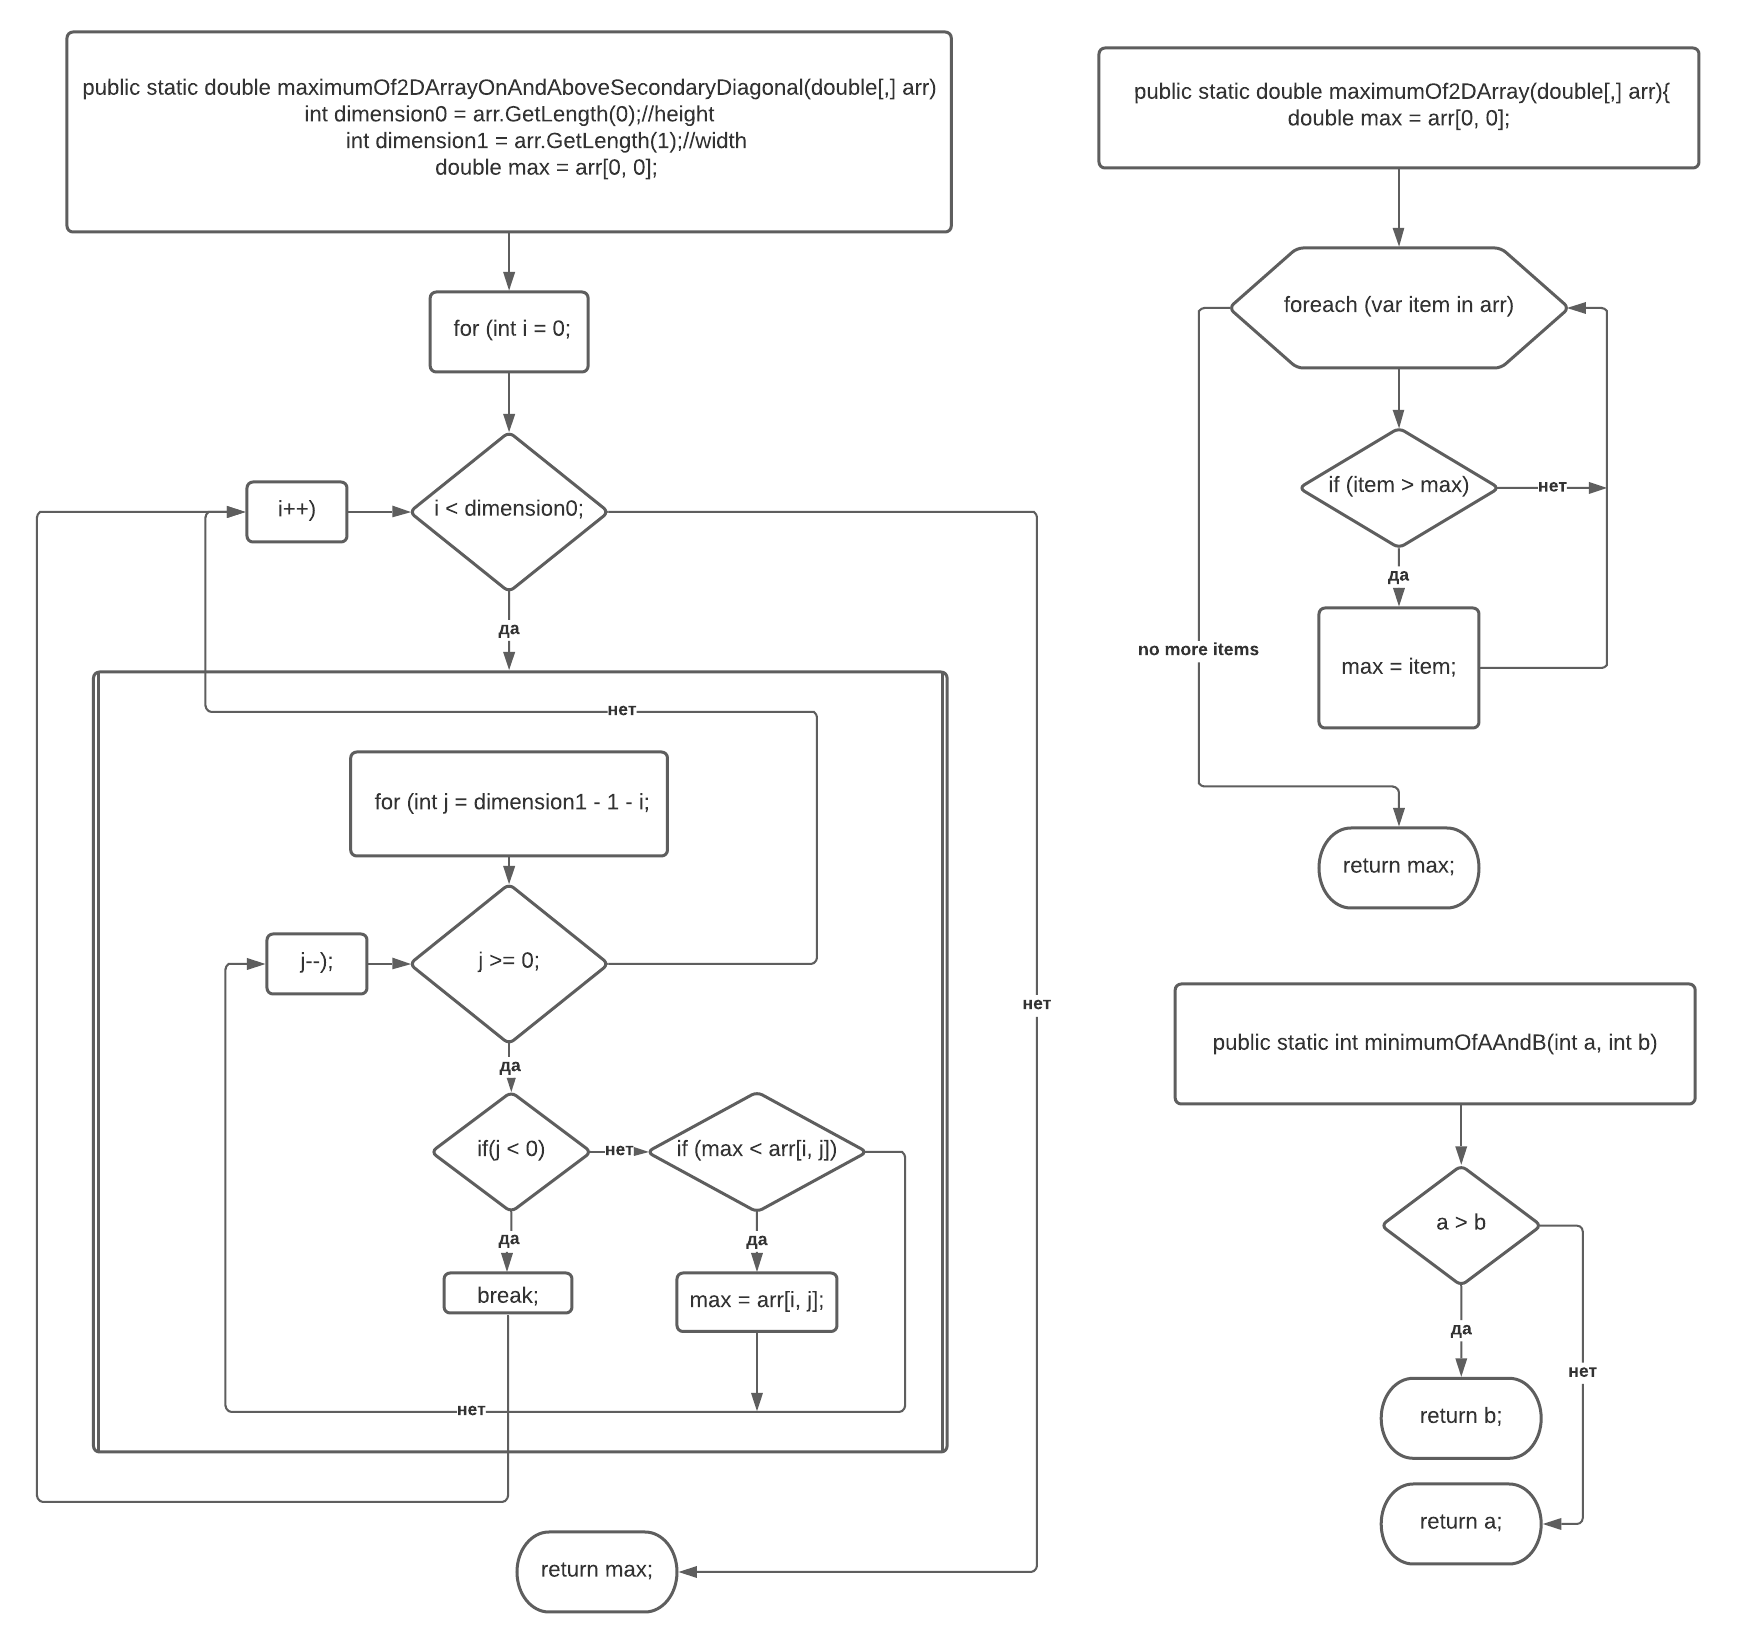 public static double maximumOf2DArrayOnAndAboveSecondaryDiagonal(double[,] arr)
int dimension0 = arr.GetLength(0);//height
int dimension1 = arr.GetLength(1);//width
double max = arr[0, 0];
for (int i = 0;
i++)
i < dimension0;
да
нет
for (int j = dimension1 - 1 - i;
j--);
j >= 0;
нет
да
if(j < 0)
нет
if (max < arr[i, j])
да
да
break;
max = arr[i, j];
нет
return max;
public static double maximumOf2DArray(double[,] arr){
double max = arr[0, 0];
foreach (var item in arr)
if (item > max)
нет
да
no more items
max = item;
return max;
public static int minimumOfAAndB(int a, int b)
a > b
да
нет
return b;
return a;